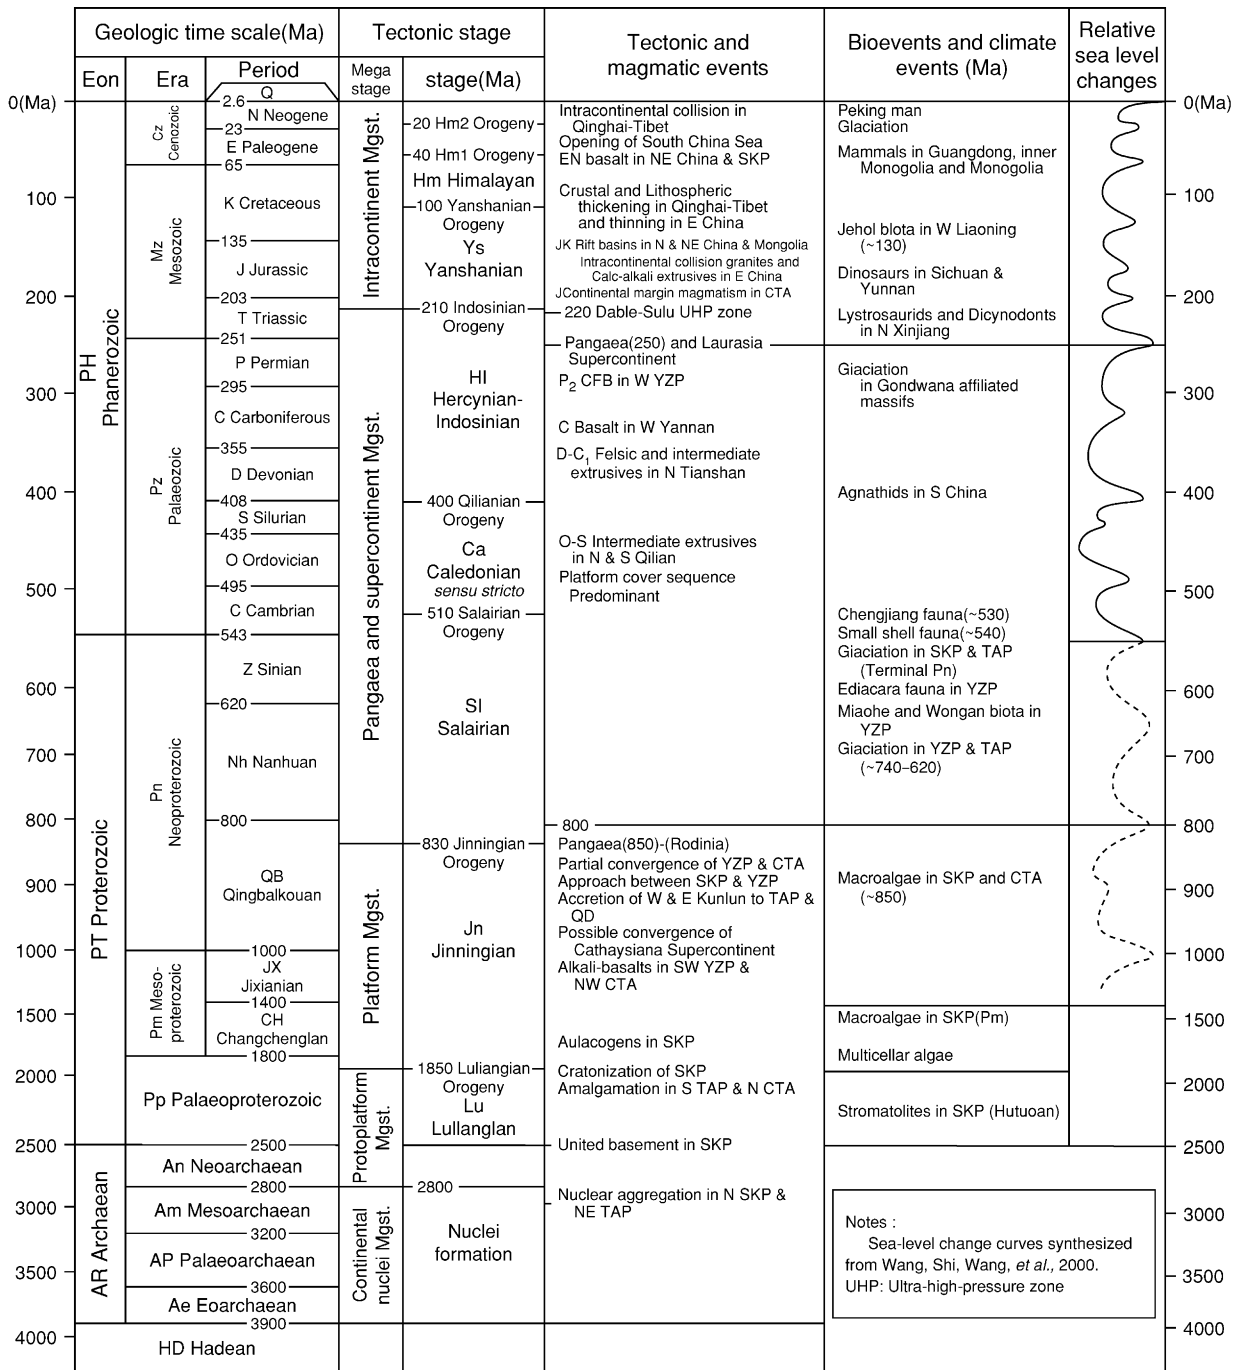 Geologic time scale(Ma)
Tectonic stage
Tectonic and
magmatic events
Bioevents and climate
events (Ma)
Relative
sea level
changes
Eon
Era
Period
Mega
stage
stage(Ma)
0(Ma)
100
200
300
400
500
600
700
800
900
1000
1500
2000
2500
3000
3500
4000
PH
Phanerozoic
PT Proterozoic
AR Archaean
Cz
Cenozoic
Mz
Mesozoic
Pz
Palaeozoic
Pn
Neoproterozoic
Pm Meso-
proterozoic
Q
2.6
N Neogene
23
E Paleogene
65
K Cretaceous
135
J Jurassic
203
T Triassic
251
P Permian
295
C Carboniferous
355
D Devonian
408
S Silurian
435
O Ordovician
495
C Cambrian
543
Z Sinian
620
Nh Nanhuan
800
QB
Qingbalkouan
1000
JX
Jixianian
1400
CH
Changchenglan
1800
Pp Palaeoproterozoic
2500
An Neoarchaean
2800
Am Mesoarchaean
3200
AP Palaeoarchaean
3600
Ae Eoarchaean
3900
HD Hadean
Intracontinent Mgst.
Pangaea and supercontinent Mgst.
Platform Mgst.
Protoplatform
Mgst.
Continental
nuclei Mgst.
20 Hm2 Orogeny
40 Hm1 Orogeny
Hm Himalayan
100 Yanshanian
Orogeny
Ys
Yanshanian
210 Indosinian
Orogeny
HI
Hercynian-
Indosinian
400 Qilianian
Orogeny
Ca
Caledonian
sensu stricto
510 Salairian
Orogeny
SI
Salairian
830 Jinningian
Orogeny
Jn
Jinningian
1850 Luliangian
Orogeny
Lu
Lullanglan
2800
Nuclei
formation
Intracontinental collision in
Qinghai-Tibet
Opening of South China Sea
EN basalt in NE China & SKP
Crustal and Lithospheric
thickening in Qinghai-Tibet
and thinning in E China
JK Rift basins in N & NE China & Mongolia
Intracontinental collision granites and
Calc-alkali extrusives in E China
JContinental margin magmatism in CTA
220 Dable-Sulu UHP zone
Pangaea(250) and Laurasia
Supercontinent
P2 CFB in W YZP
C Basalt in W Yannan
D-C1 Felsic and intermediate
extrusives in N Tianshan
O-S Intermediate extrusives
in N & S Qilian
Platform cover sequence
Predominant
800
Pangaea(850)-(Rodinia)
Partial convergence of YZP & CTA
Approach between SKP & YZP
Accretion of W & E Kunlun to TAP &
QD
Possible convergence of
Cathaysiana Supercontinent
Alkali-basalts in SW YZP &
NW CTA
Aulacogens in SKP
Cratonization of SKP
Amalgamation in S TAP & N CTA
United basement in SKP
Nuclear aggregation in N SKP &
NE TAP
Peking man
Glaciation
Mammals in Guangdong, inner
Monogolia and Monogolia
Jehol blota in W Liaoning
(~130)
Dinosaurs in Sichuan &
Yunnan
Lystrosaurids and Dicynodonts
in N Xinjiang
Giaciation
in Gondwana affiliated
massifs
Agnathids in S China
Chengjiang fauna(~530)
Small shell fauna(~540)
Giaciation in SKP & TAP
(Terminal Pn)
Ediacara fauna in YZP
Miaohe and Wongan biota in
YZP
Giaciation in YZP & TAP
(~740–620)
Macroalgae in SKP and CTA
(~850)
Macroalgae in SKP(Pm)
Multicellar algae
Stromatolites in SKP (Hutuoan)
Notes :
Sea-level change curves synthesized
from Wang, Shi, Wang, et al., 2000.
UHP: Ultra-high-pressure zone
0(Ma)
100
200
300
400
500
600
700
800
900
1000
1500
2000
2500
3000
3500
4000